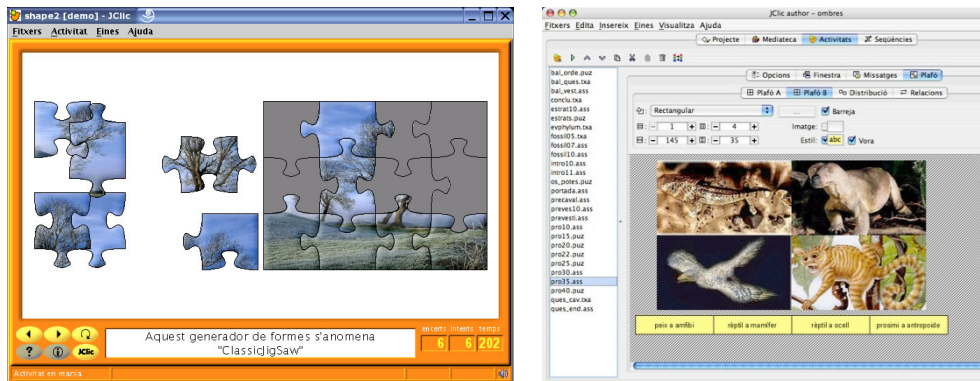 shape2 [demo] - JClic
Fitxers Activitat Eines Ajuda
Aquest generador de formes s'anomena
"ClassicJigSaw"
encerts intents temps
6 6 202
? JClic
Activitat en marxa
JClic author - ombres
Fitxers Edita Insereix Eines Visualitza Ajuda
Projecte Mediateca Activitats Seqüències
Opcions Finestra Missatges Plafó
Plafó A Plafó B Distribució Relacions
Rectangular ... Barreja
1 4 Imatge:
145 35 Estil: abc Vora
bal_orde.puz
bal_ques.txa
bal_vest.ass
conclu.txa
estrat10.ass
estrats.puz
evphylum.txa
fossil05.txa
fossil07.ass
fossil10.ass
intro10.ass
intro11.ass
os_potes.puz
portada.ass
precaval.ass
preves10.ass
prevesti.ass
pro10.ass
pro15.ass
pro20.puz
pro22.puz
pro25.puz
pro30.ass
pro35.ass
pro40.puz
ques_cav.txa
ques_end.ass
peix a amfibi
rèptil a mamífer
rèptil a ocell
prosimi a antropoide